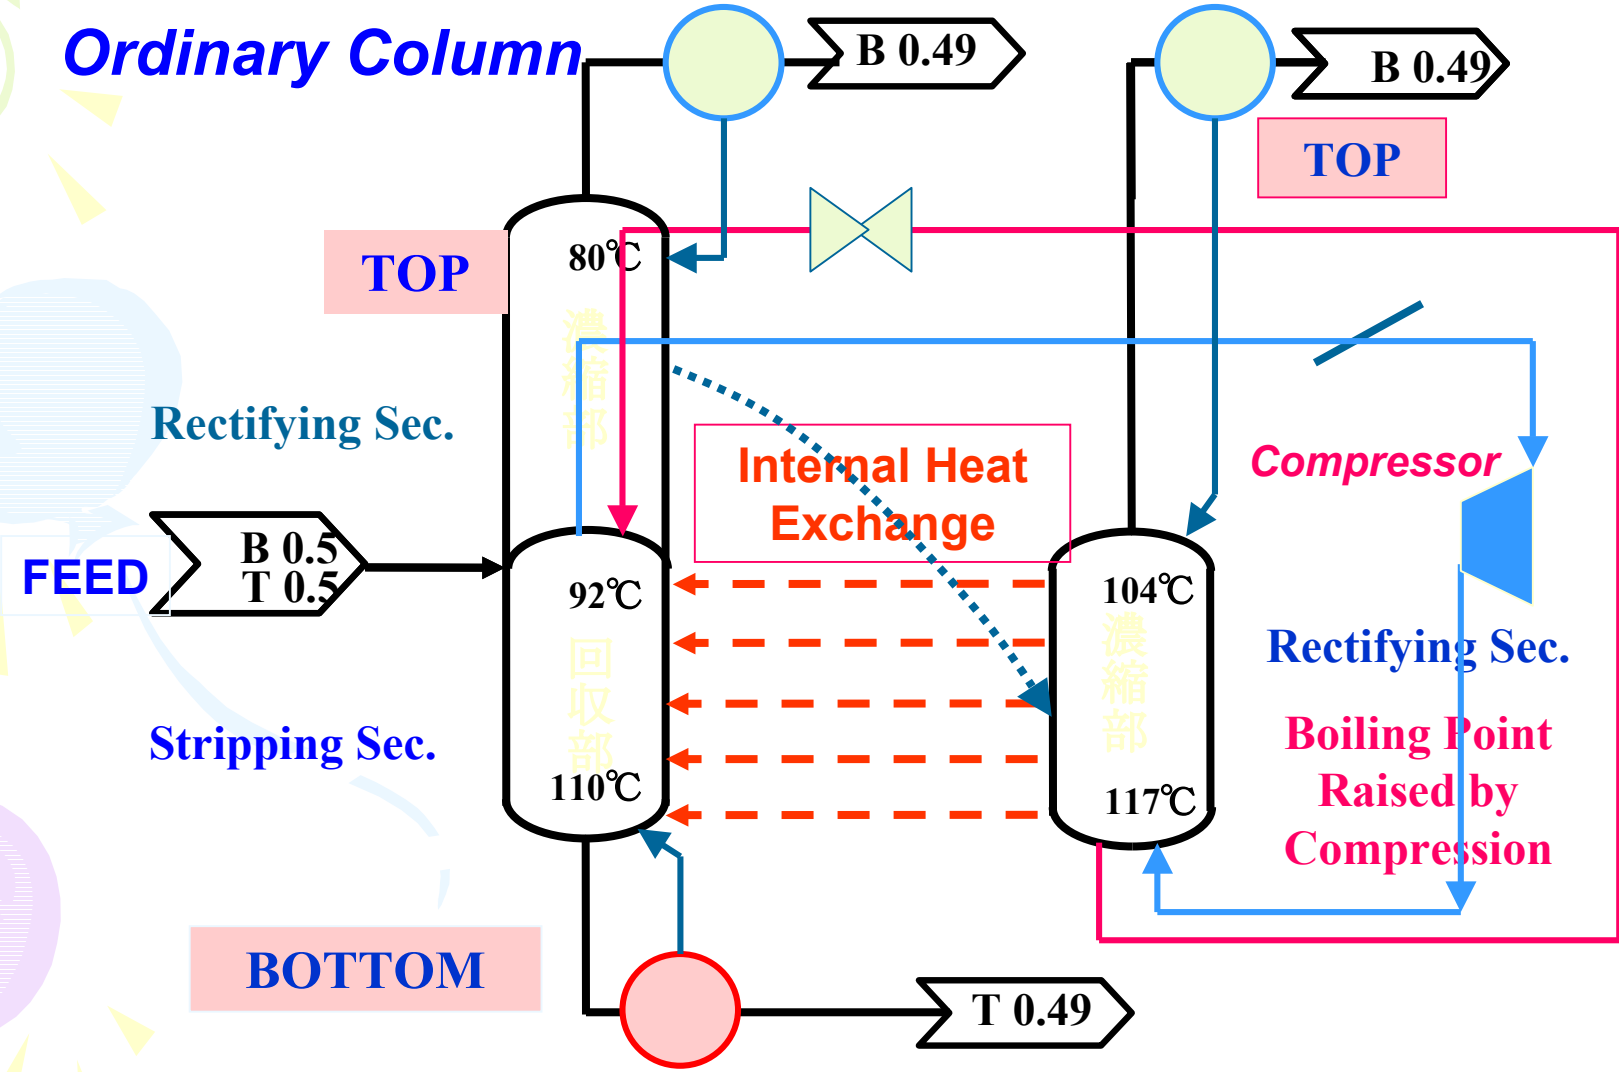 Ordinary Column
B 0.49
B 0.49
TOP
TOP
80℃
濃縮部
Rectifying Sec.
Internal Heat
Exchange
Compressor
FEED
B 0.5
T 0.5
92℃
104℃
回収部
濃縮部
Rectifying Sec.
Stripping Sec.
Boiling Point
Raised by
Compression
110℃
117℃
BOTTOM
T 0.49